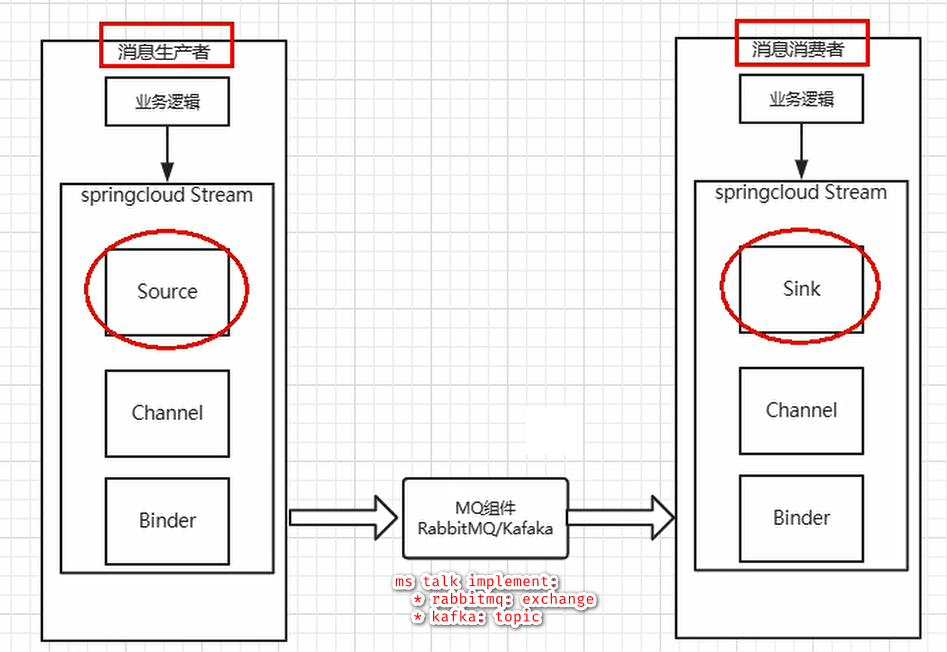 消息生产者
业务逻辑
springcloud Stream
Source
Channel
Binder
MQ组件
RabbitMQ/Kafaka
ms talk implement:
* rabbitmq: exchange
* kafka: topic
消息消费者
业务逻辑
springcloud Stream
Sink
Channel
Binder